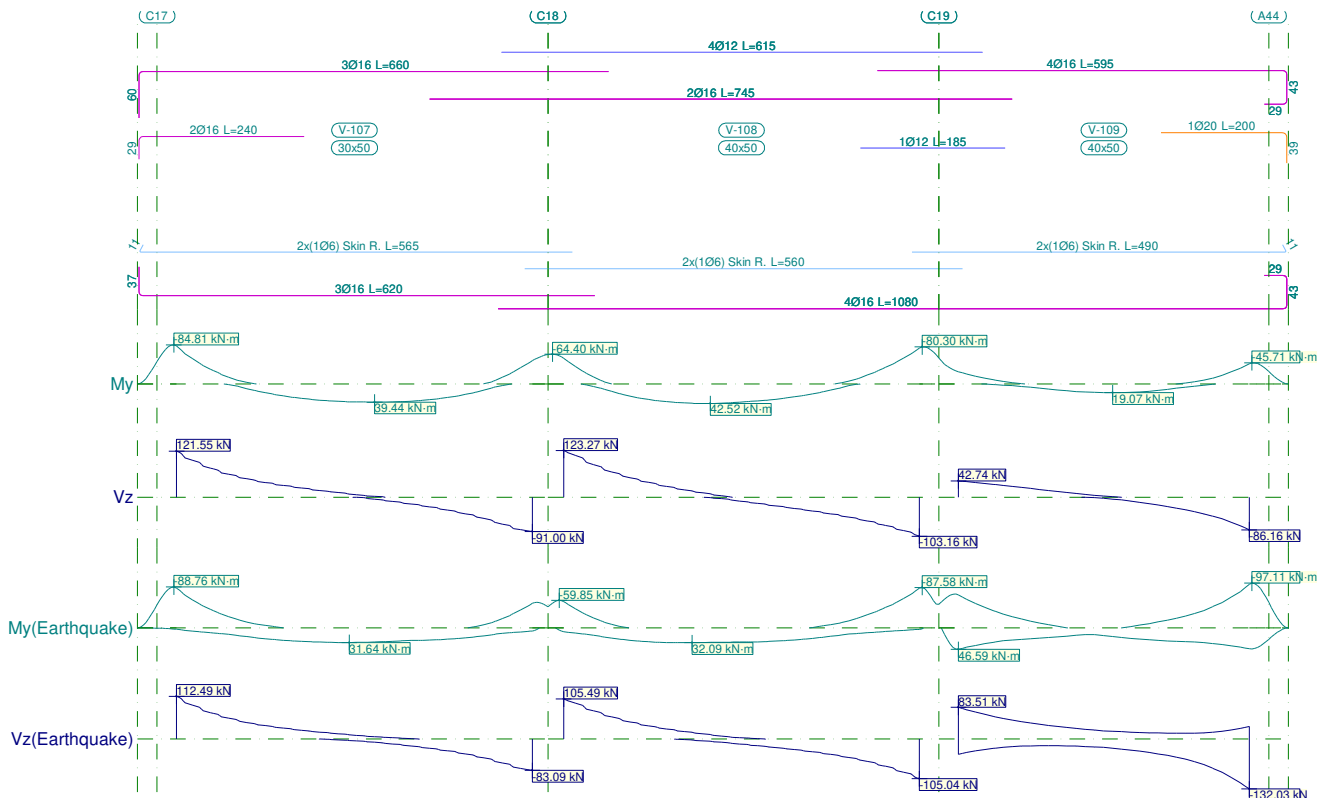 C17 C18 C19 A44
4Ø12 L=615
3Ø16 L=660 4Ø16 L=595
60 2Ø16 L=745 43
29
2Ø16 L=240 V-107 V-108 V-109 1Ø20 L=200
29 30x50 40x50 1Ø12 L=185 40x50 39
11 2x(1Ø6) Skin R. L=565 2x(1Ø6) Skin R. L=490 11
2x(1Ø6) Skin R. L=560 29
37 3Ø16 L=620 43
4Ø16 L=1080
-84.81 kN·m -64.40 kN·m -80.30 kN·m -45.71 kN·m
My
39.44 kN·m 42.52 kN·m 19.07 kN·m
121.55 kN 123.27 kN 42.74 kN
Vz
-91.00 kN -103.16 kN -86.16 kN
-88.76 kN·m -59.85 kN·m -87.58 kN·m -97.11 kN·m
My(Earthquake)
31.64 kN·m 32.09 kN·m 46.59 kN·m
112.49 kN 105.49 kN 83.51 kN
Vz(Earthquake)
-83.09 kN -105.04 kN -132.03 kN